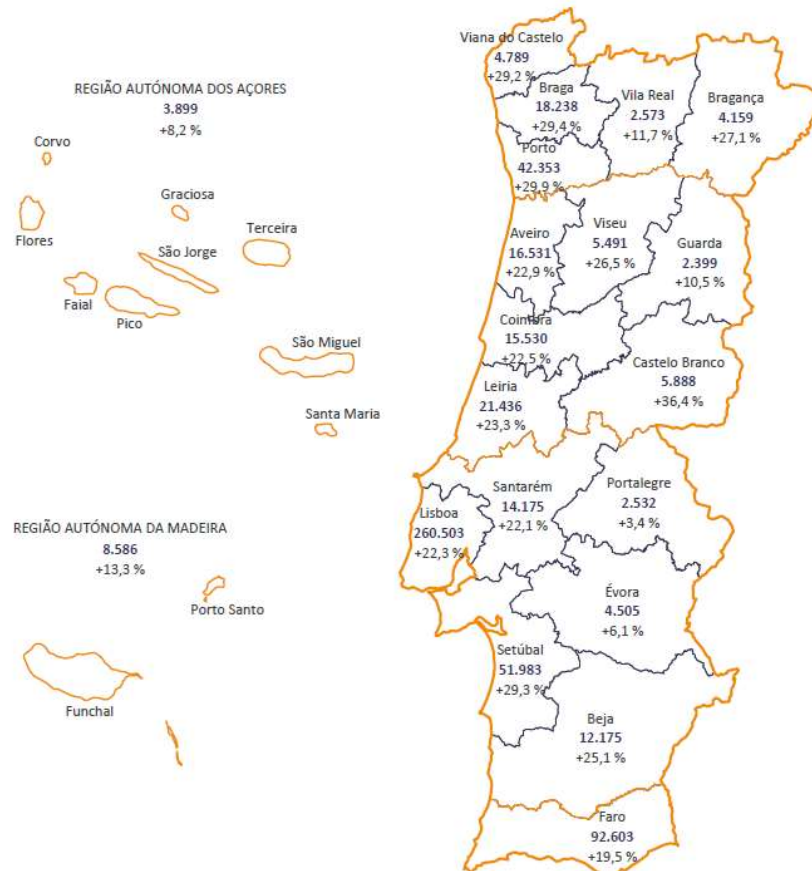 REGIÃO AUTÓNOMA DOS AÇORES
3.899
+8,2 %
Corvo
Graciosa
Flores
Terceira
São Jorge
Faial
Pico
São Miguel
Santa Maria
REGIÃO AUTÓNOMA DA MADEIRA
8.586
+13,3 %
Porto Santo
Funchal
Viana do Castelo
4.789
+29,2 %
Braga
18.238
+29,4 %
Vila Real
2.573
+11,7 %
Bragança
4.159
+27,1 %
Porto
42.353
+29,9 %
Aveiro
16.531
+22,9 %
Viseu
5.491
+26,5 %
Guarda
2.399
+10,5 %
Coimbra
15.530
+22,5 %
Castelo Branco
5.888
+36,4 %
Leiria
21.436
+23,3 %
Santarém
14.175
+22,1 %
Portalegre
2.532
+3,4 %
Lisboa
260.503
+22,3 %
Évora
4.505
+6,1 %
Setúbal
51.983
+29,3 %
Beja
12.175
+25,1 %
Faro
92.603
+19,5 %